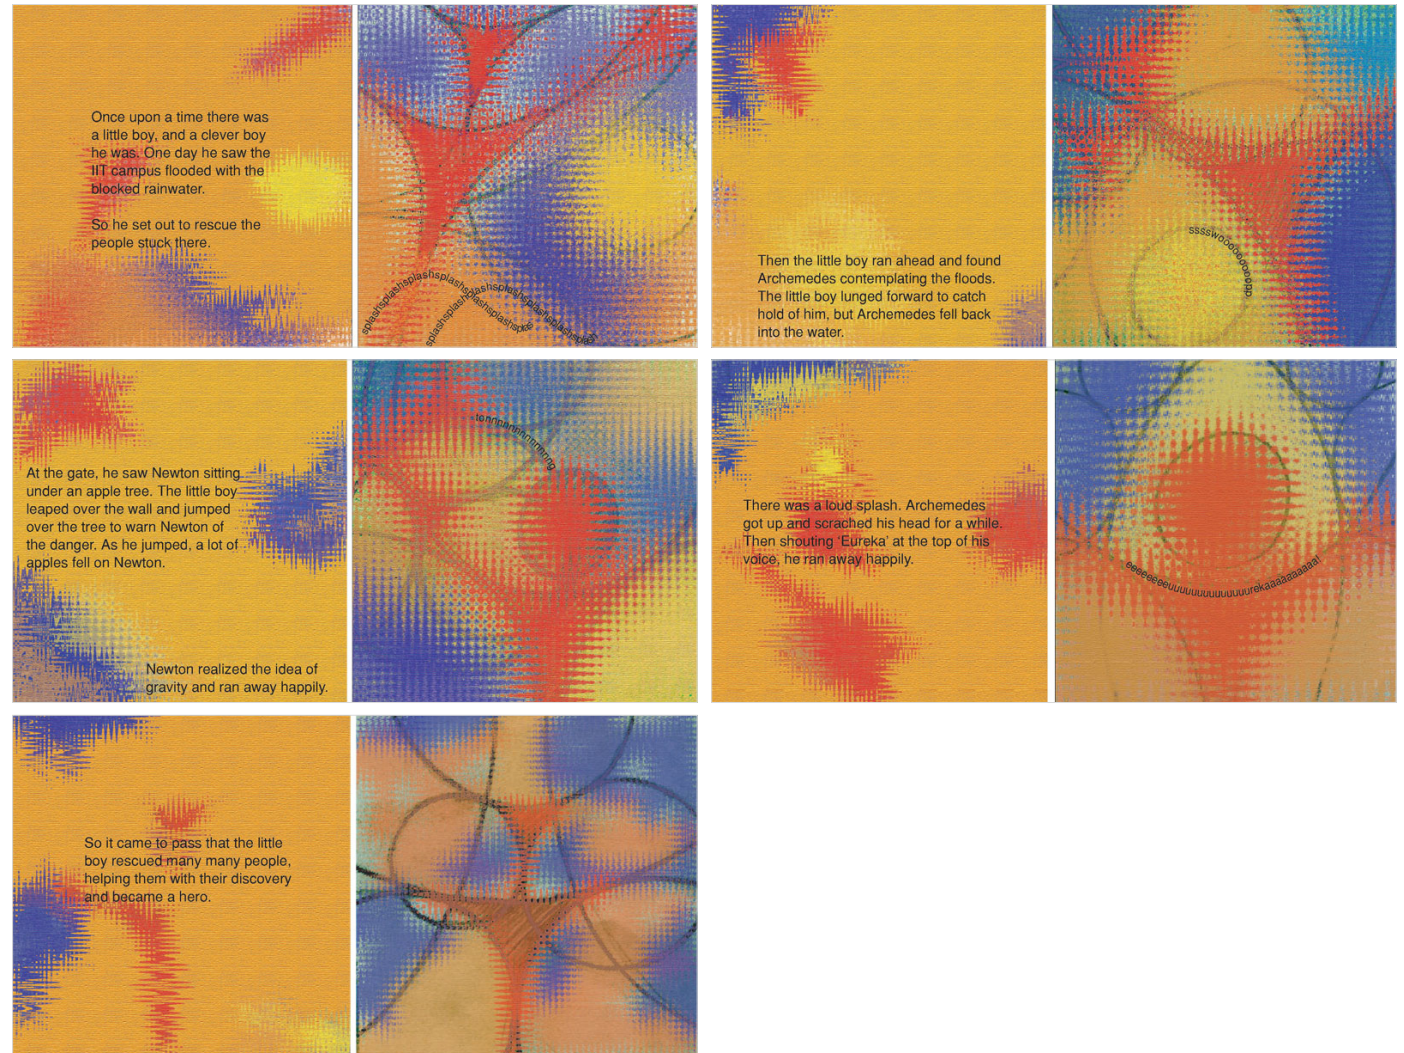 Once upon a time there was
a little boy, and a clever boy
he was. One day he saw the
IIT campus flooded with the
blocked rainwater.
So he set out to rescue the
people stuck there.
Then the little boy ran ahead and found
Archemedes contemplating the floods.
The little boy lunged forward to catch
hold of him, but Archemedes fell back
into the water.
At the gate, he saw Newton sitting
under an apple tree. The little boy
leaped over the wall and jumped
over the tree to warn Newton of
the danger. As he jumped, a lot of
apples fell on Newton.
Newton realized the idea of
gravity and ran away happily.
tonnnnnnnnnnnnnng
There was a loud splash. Archemedes
got up and scrached his head for a while.
Then shouting 'Eureka' at the top of his
voice, he ran away happily.
eeeeeeeeuuuuuuuuuuuuuuurekaaaaaaaaaaaa!
So it came to pass that the little
boy rescued many many people,
helping them with their discovery
and became a hero.